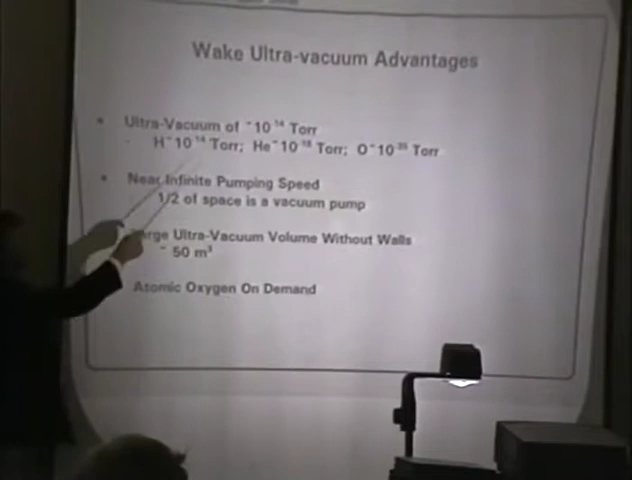 Wake Ultra-vacuum Advantages
• Ultra-Vacuum of ~10⁻¹⁴ Torr
- H~10⁻¹⁴ Torr; He~10 Torr; O~10 Torr
• Near Infinite Pumping Speed
1/2 of space is a vacuum pump
Ultra-Vacuum Volume Without Walls
~ 50 m³
Atomic Oxygen On Demand